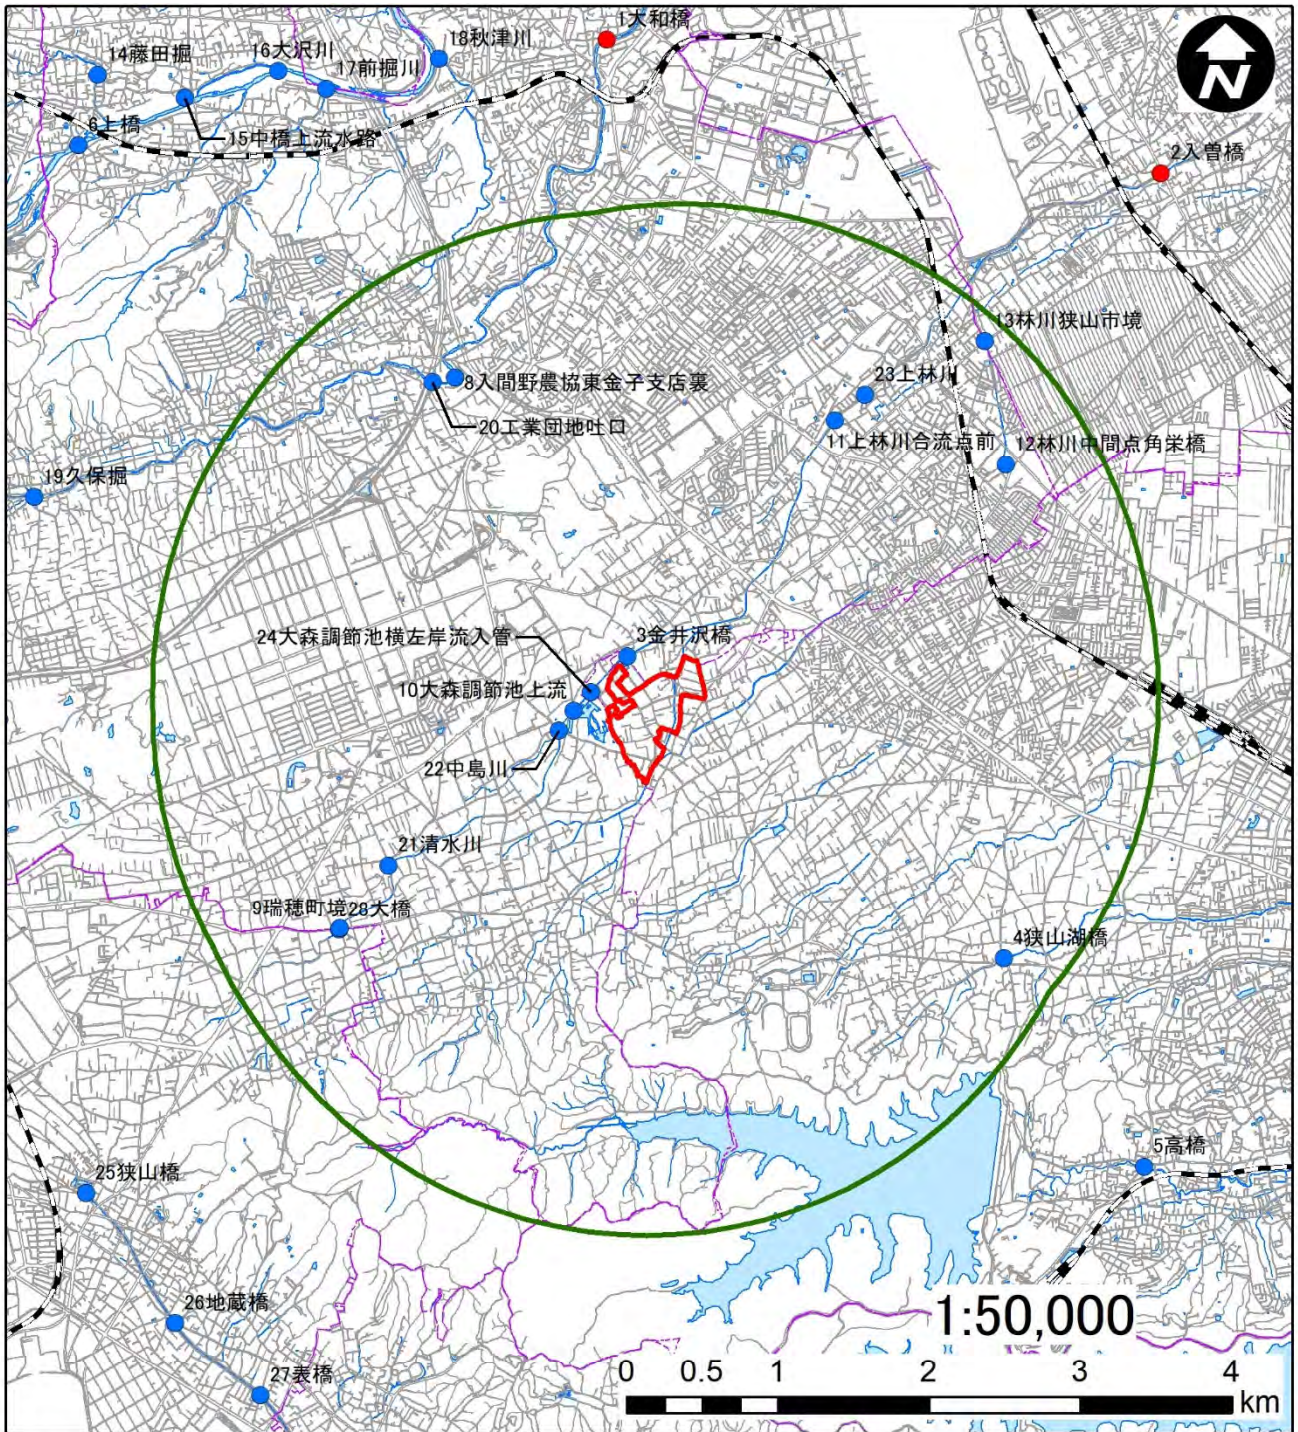 1大和橋
18秋津川
14藤田掘
16大沢川
17前掘川
N
6上橋
15中橋上流水路
2入曽橋
13林川狭山市境
8入間野農協東金子支店裏
23上林川
20工業団地吐口
11上林川合流点前
12林川中間点角栄橋
19久保掘
24大森調節池横左岸流入管
3金井沢橋
10大森調節池上流
22中島川
21清水川
9瑞穂町境28大橋
4狭山湖橋
5高橋
25狭山橋
26地蔵橋
27表橋
1:50,000
0 0.5 1 2 3 4
km